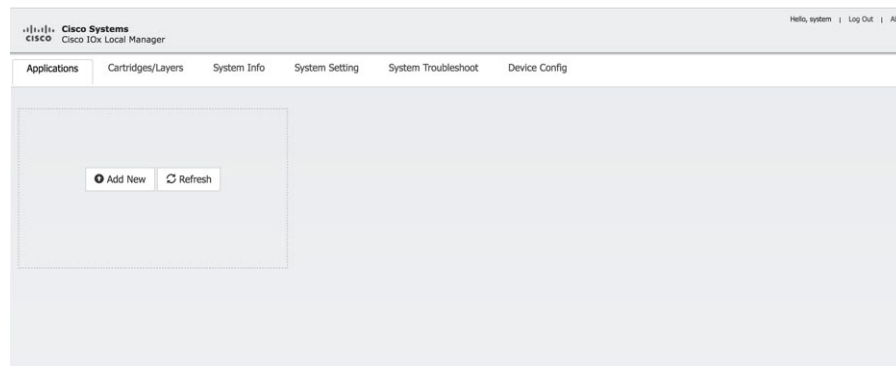 Hello, system | Log Out |
Cisco Systems
CISCO Cisco IOx Local Manager
Applications Cartridges/Layers System Info System Setting System Troubleshoot Device Config
Add New Refresh